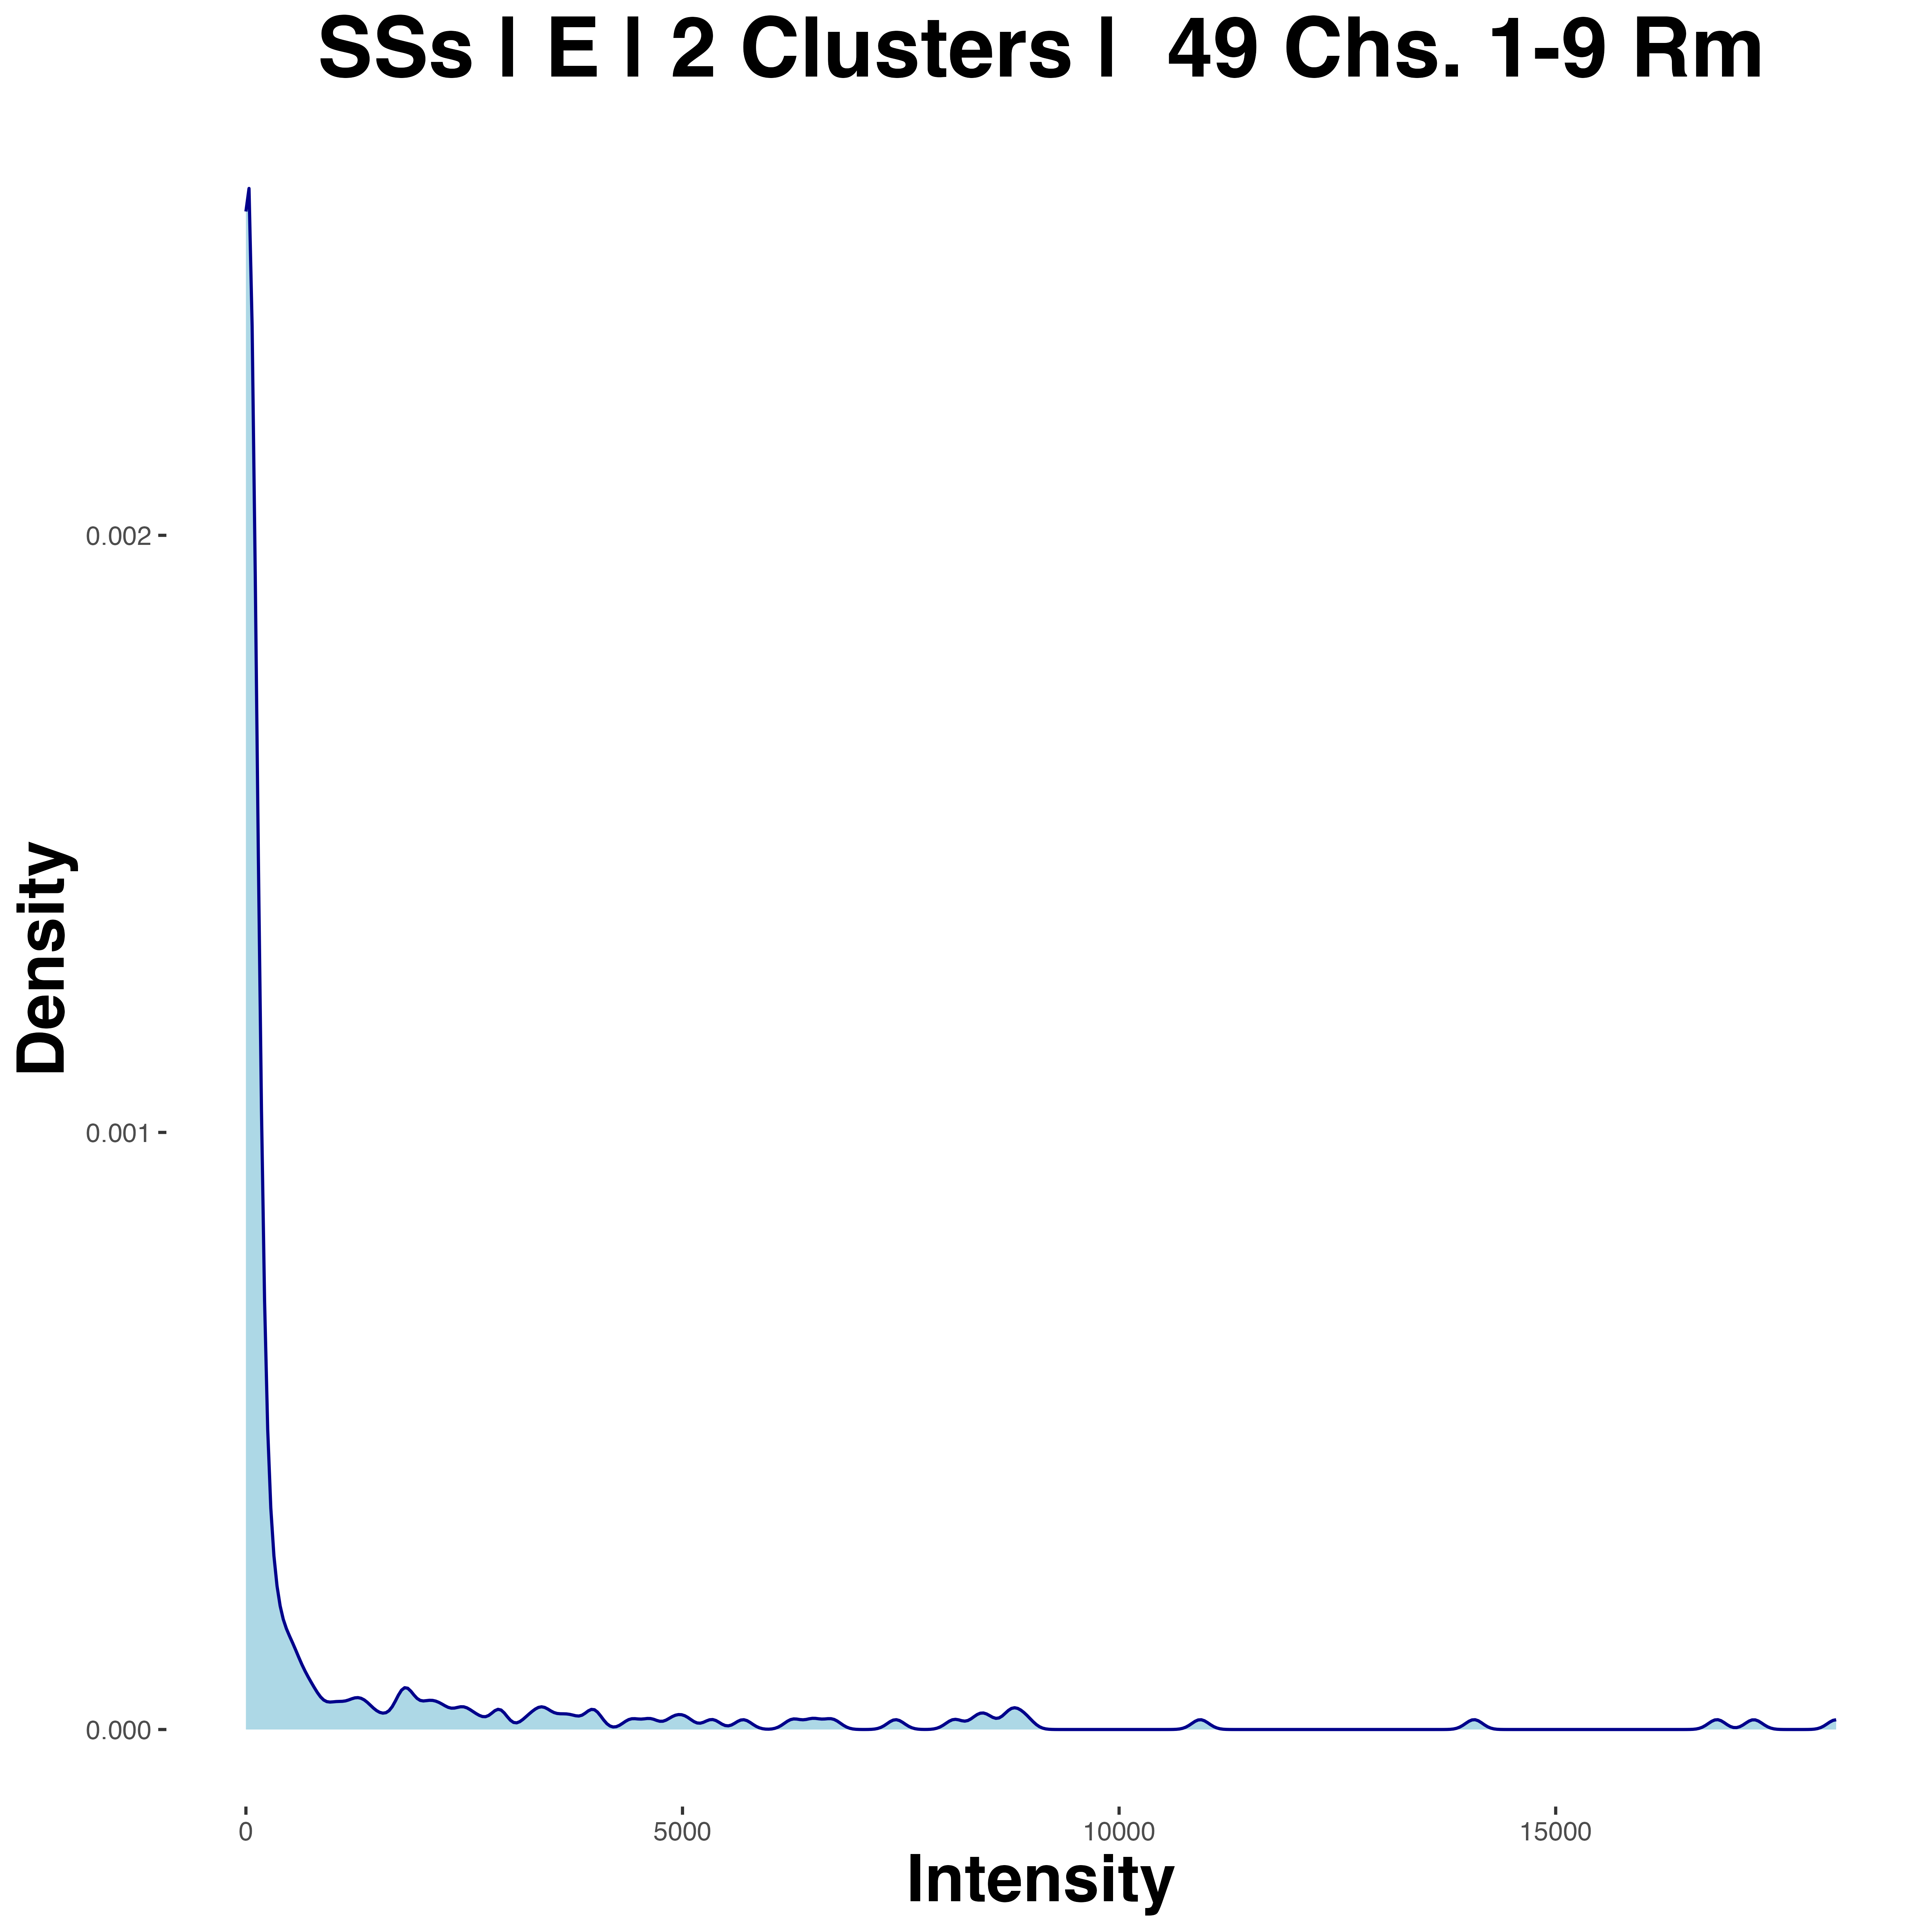 SSs | E | 2 Clusters |  49 Chs. 1-9 Rm
Density
0.002
0.001
0.000
0
5000
10000
15000
Intensity